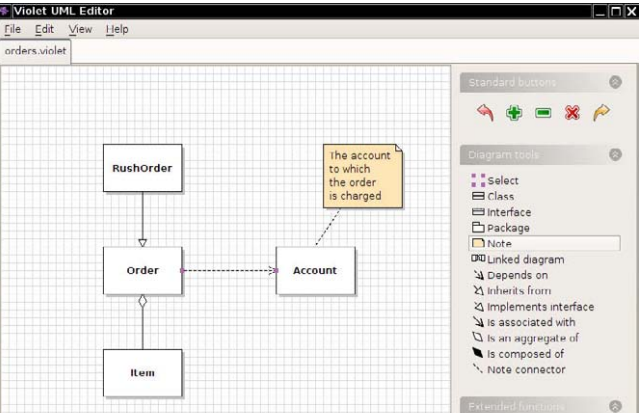 Violet UML Editor
File Edit View Help
orders.violet
Standard buttons
Diagram tools
Select
Class
Interface
Package
Note
Linked diagram
Depends on
Inherits from
Implements interface
Is associated with
Is an aggregate of
Is composed of
Note connector
Extended functions
RushOrder
The account
to which
the order
is charged
Order
Account
Item